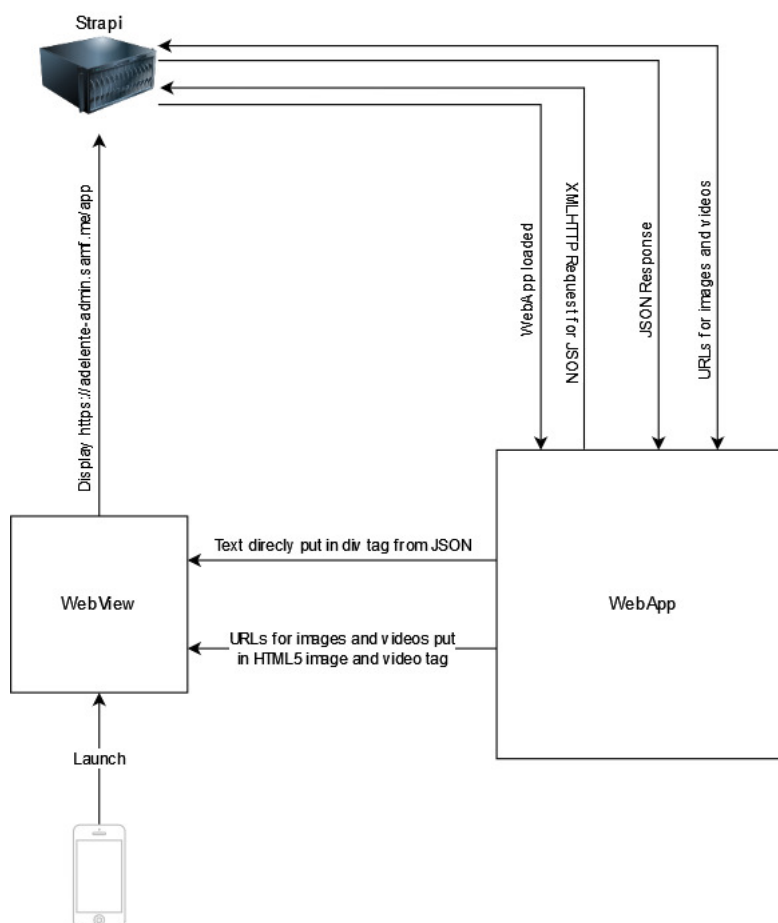 Strapi
Display https://adelente-admin.samf.me/app
WebApp loaded
XMLHTTP Request for JSON
JSON Response
URLs for images and videos
Text direcly put in div tag from JSON
WebView
WebApp
URLs for images and videos put
in HTML5 image and video tag
Launch